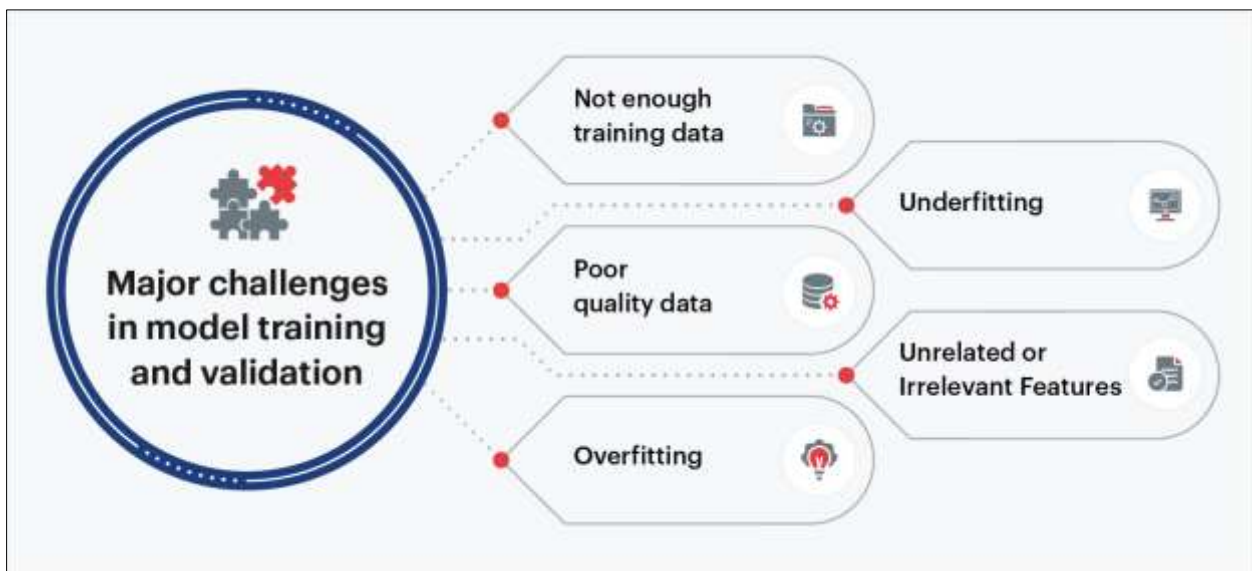 Major challenges
in model training
and validation
Not enough
training data
Underfitting
Poor
quality data
Unrelated or
Irrelevant Features
Overfitting